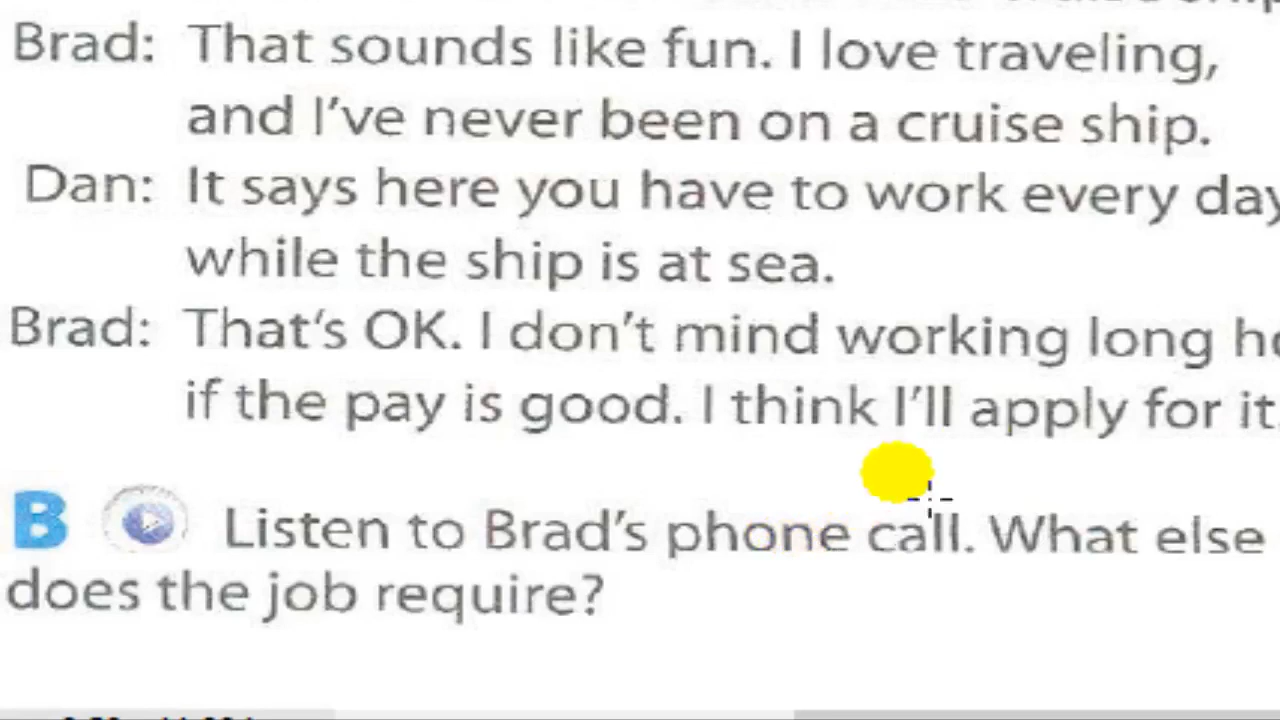 Brad: That sounds like fun. I love traveling,
and I've never been on a cruise ship.
Dan: It says here you have to work every day
while the ship is at sea.
Brad: That's OK. I don't mind working long
if the pay is good. I think I'll apply for it.
B Listen to Brad's phone call. What else
does the job require?